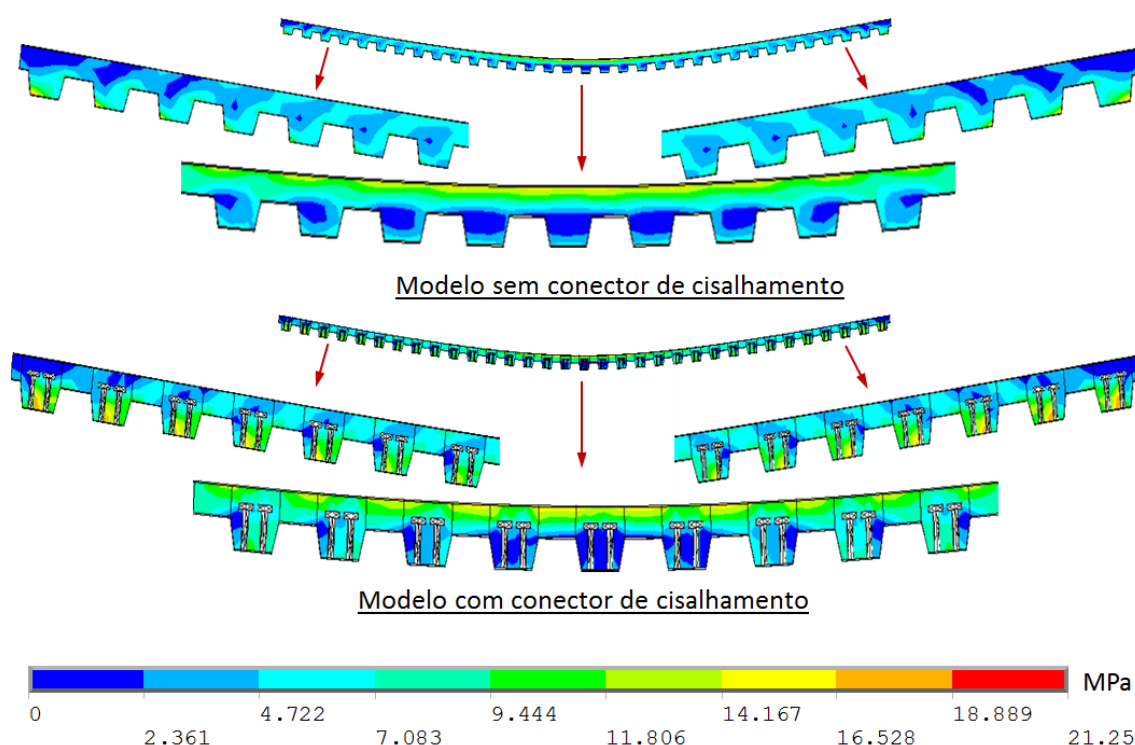 Modelo sem conector de cisalhamento
Modelo com conector de cisalhamento
MPa
0 4.722 9.444 14.167 18.889
2.361 7.083 11.806 16.528 21.25